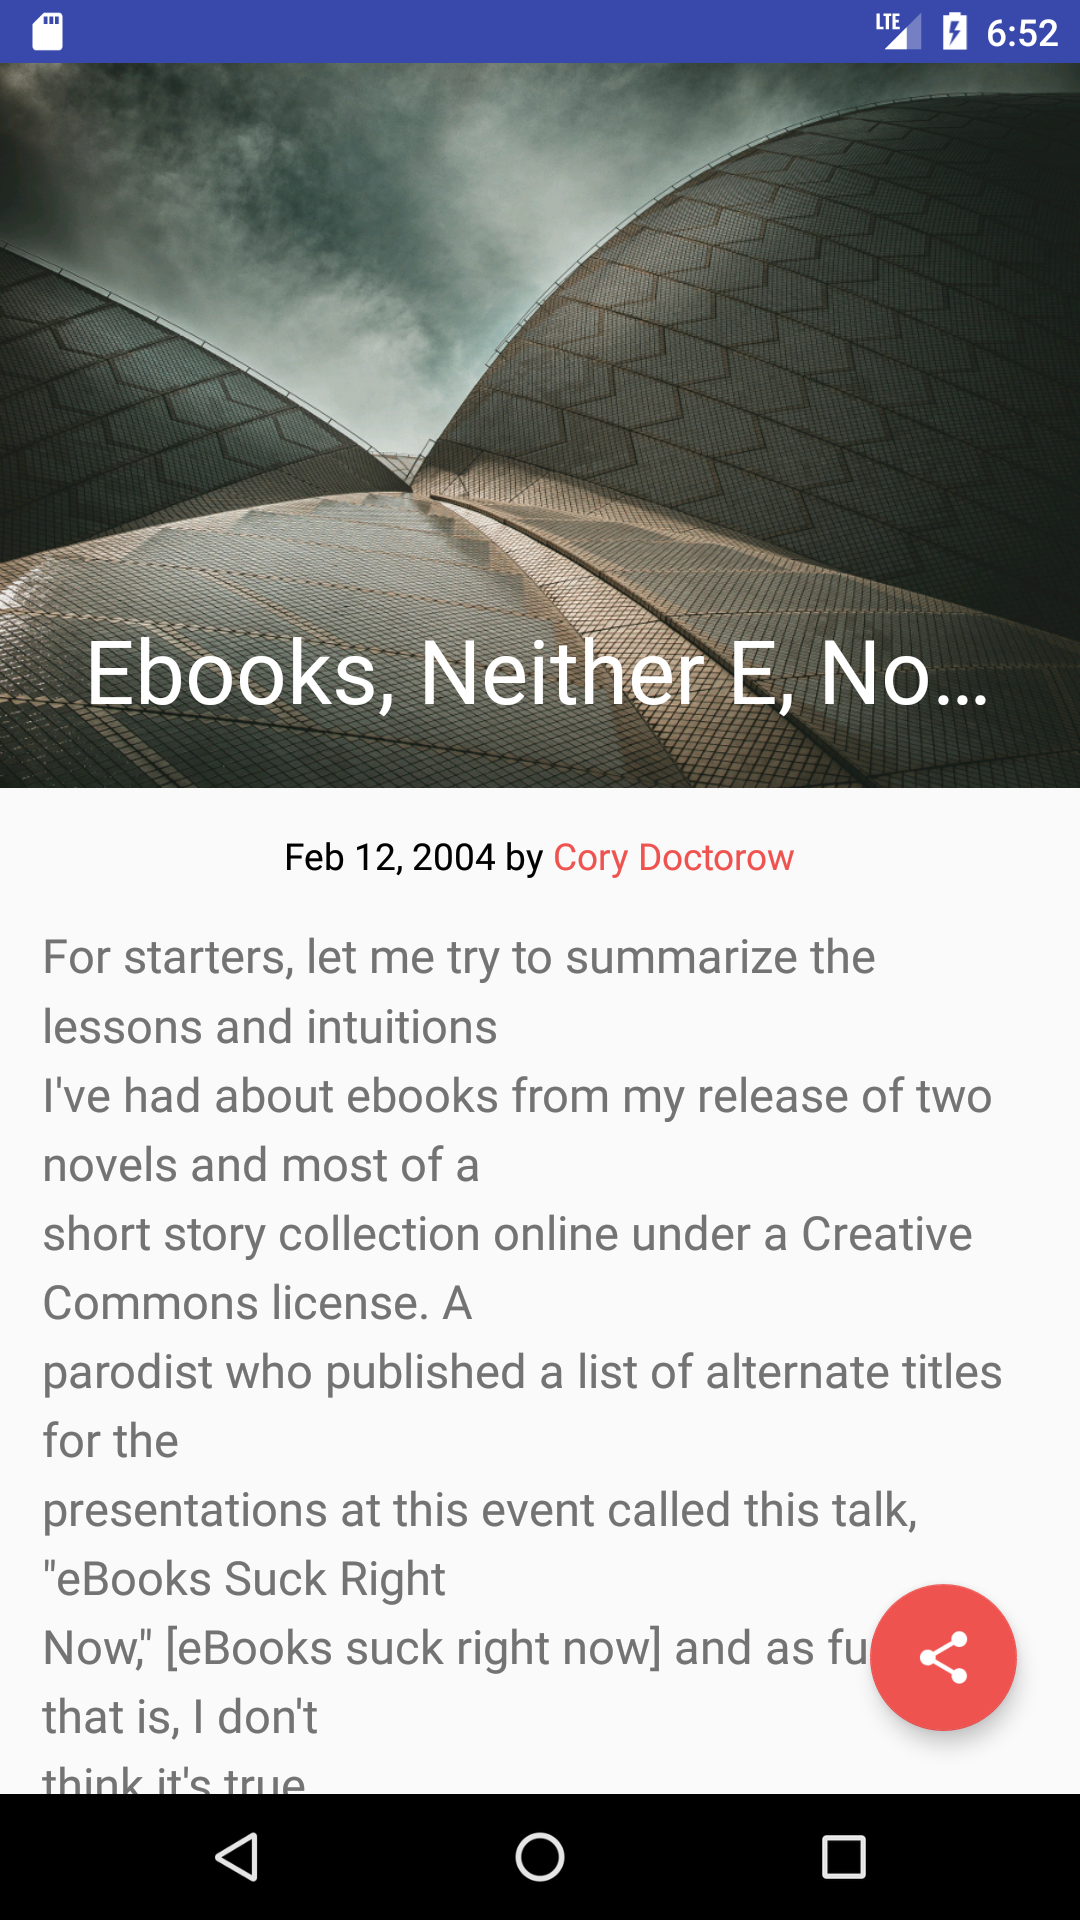 LTE 6:52
Ebooks, Neither E, No...
Feb 12, 2004 by Cory Doctorow
For starters, let me try to summarize the
lessons and intuitions
I've had about ebooks from my release of two
novels and most of a
short story collection online under a Creative
Commons license. A
parodist who published a list of alternate titles
for the
presentations at this event called this talk,
"eBooks Suck Right
Now," [eBooks suck right now] and as fu
that is, I don't
think it's true